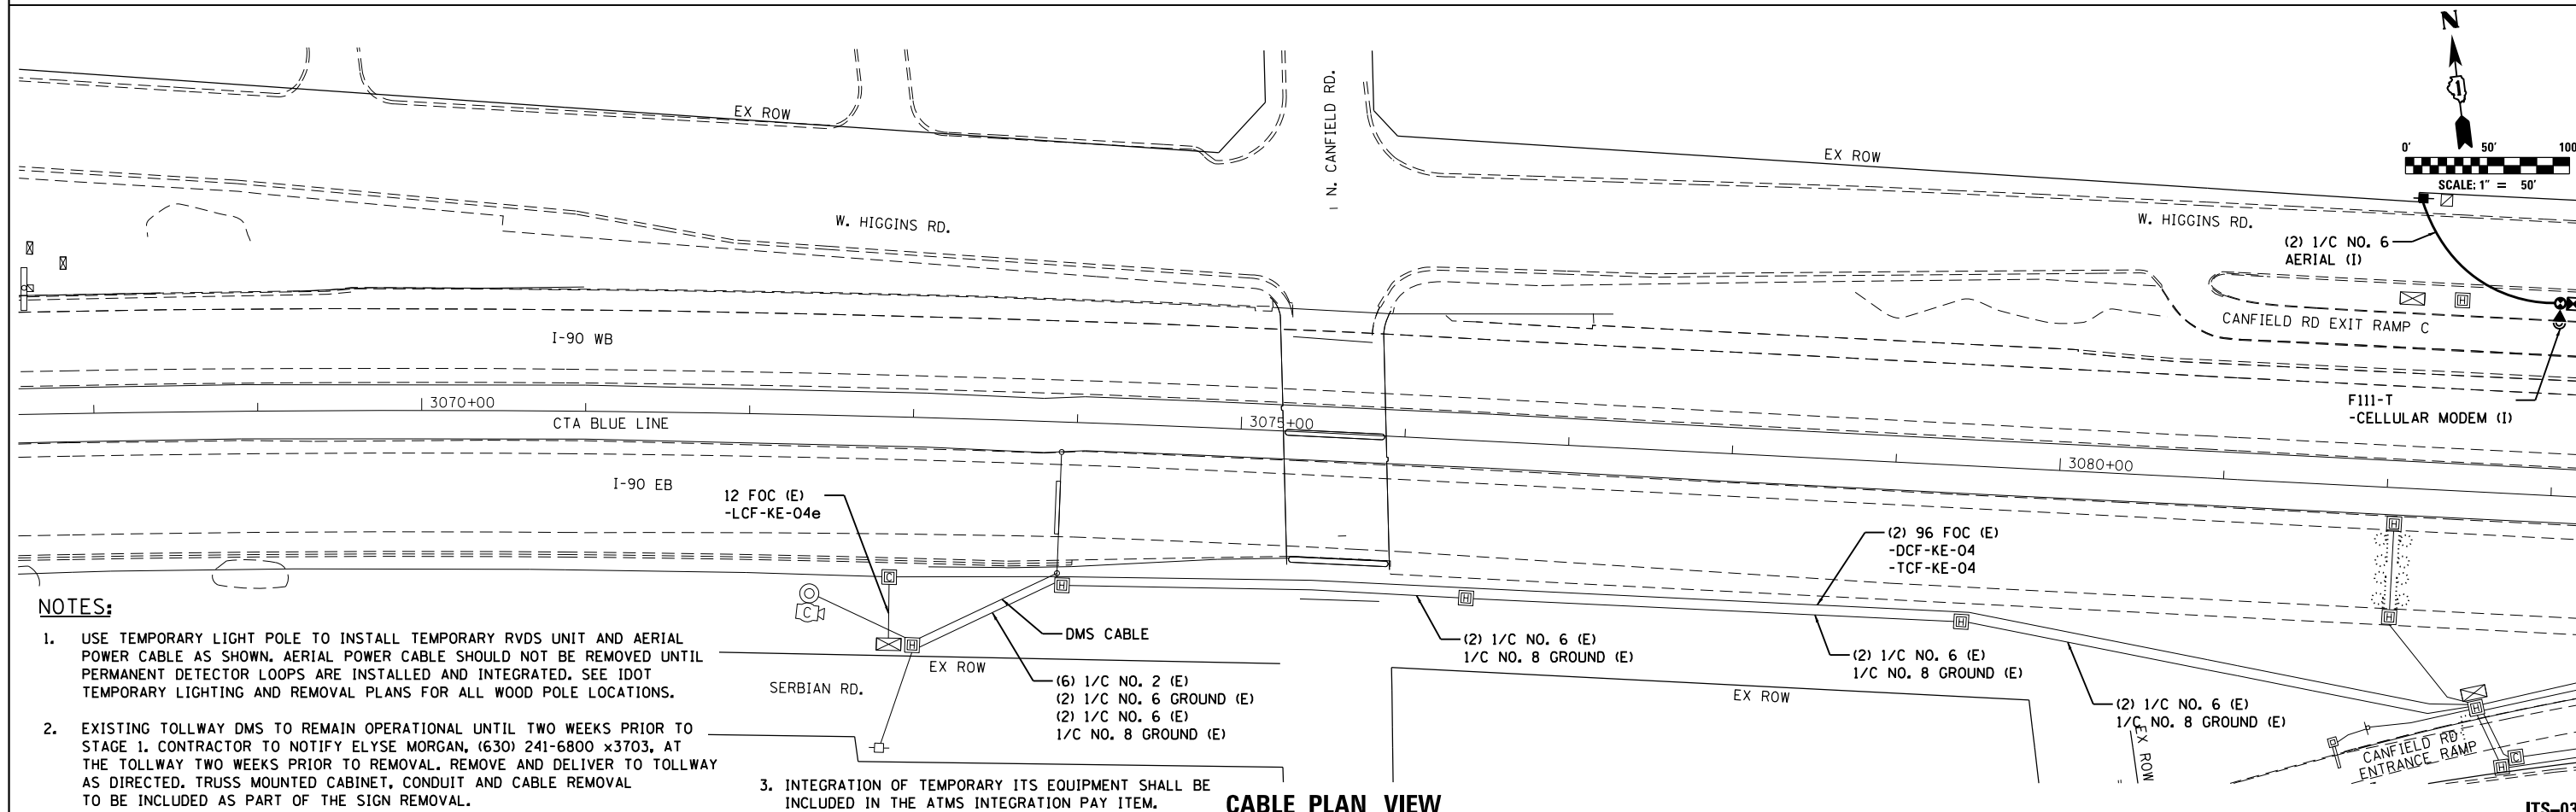 N
1
0'
50'
100
SCALE: 1" = 50'
EX ROW
N. CANFIELD RD.
EX ROW
W. HIGGINS RD.
W. HIGGINS RD.
(2) 1/C NO. 6
AERIAL (I)
H
CANFIELD RD EXIT RAMP C
I-90 WB
F111-T
-CELLULAR MODEM (I)
3070+00
CTA BLUE LINE
3075+00
3080+00
I-90 EB
12 FOC (E)
-LCF-KE-04e
(2) 96 FOC (E)
-DCF-KE-04
-TCF-KE-04
H
C
H
H
H
H
C
H
DMS CABLE
(2) 1/C NO. 6 (E)
1/C NO. 8 GROUND (E)
(2) 1/C NO. 6 (E)
1/C NO. 8 GROUND (E)
EX ROW
SERBIAN RD.
(6) 1/C NO. 2 (E)
(2) 1/C NO. 6 GROUND (E)
(2) 1/C NO. 6 (E)
1/C NO. 8 GROUND (E)
EX ROW
(2) 1/C NO. 6 (E)
1/C NO. 8 GROUND (E)
EX ROW
H
CANFIELD RD
ENTRANCE RAMP
H
C
NOTES:
1. USE TEMPORARY LIGHT POLE TO INSTALL TEMPORARY RVDS UNIT AND AERIAL
POWER CABLE AS SHOWN. AERIAL POWER CABLE SHOULD NOT BE REMOVED UNTIL
PERMANENT DETECTOR LOOPS ARE INSTALLED AND INTEGRATED. SEE IDOT
TEMPORARY LIGHTING AND REMOVAL PLANS FOR ALL WOOD POLE LOCATIONS.
2. EXISTING TOLLWAY DMS TO REMAIN OPERATIONAL UNTIL TWO WEEKS PRIOR TO
STAGE 1. CONTRACTOR TO NOTIFY ELYSE MORGAN, (630) 241-6800 x3703, AT
THE TOLLWAY TWO WEEKS PRIOR TO REMOVAL. REMOVE AND DELIVER TO TOLLWAY
AS DIRECTED. TRUSS MOUNTED CABINET, CONDUIT AND CABLE REMOVAL
TO BE INCLUDED AS PART OF THE SIGN REMOVAL.
3. INTEGRATION OF TEMPORARY ITS EQUIPMENT SHALL BE
INCLUDED IN THE ATMS INTEGRATION PAY ITEM.
CABLE PLAN VIEW
ITS-03